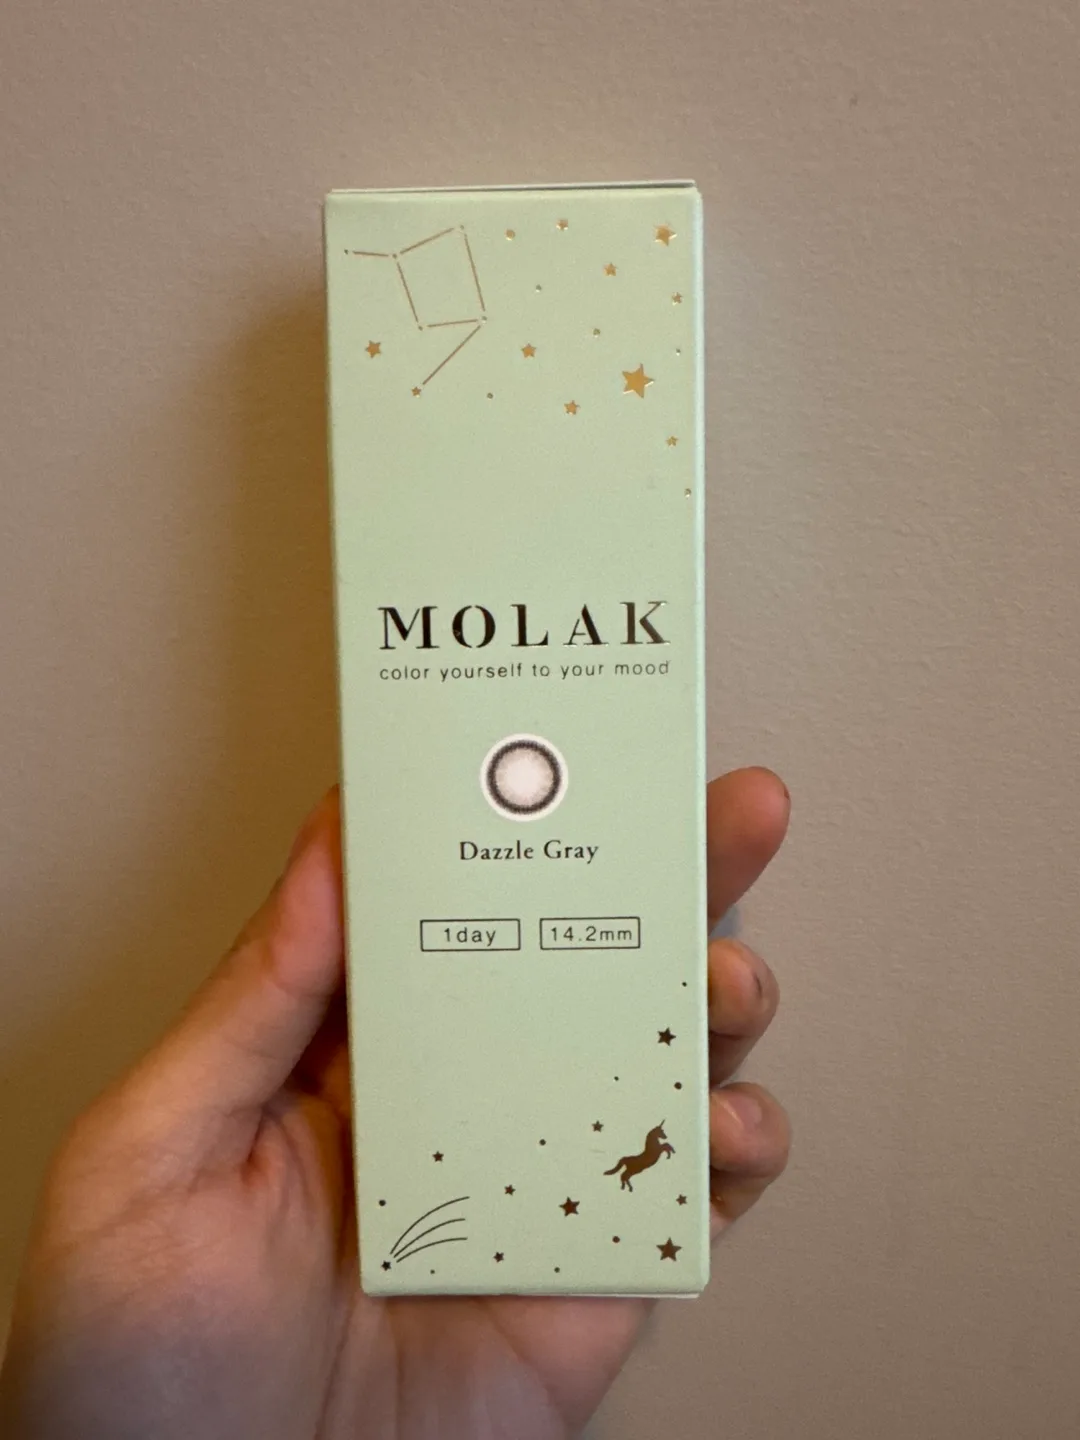 MOLAK
color yourself to your mood
Dazzle Gray
1day 14.2mm